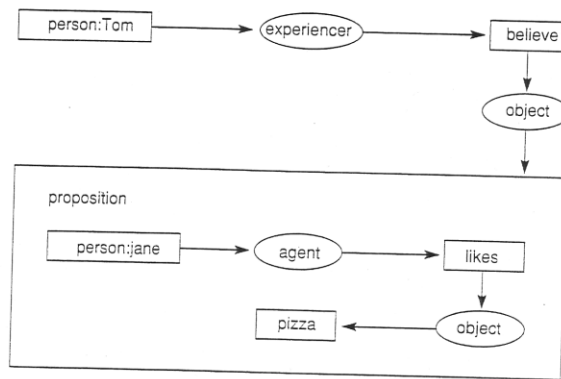 person:Tom
experiencer
believe
object
proposition
person:jane
agent
likes
pizza
object